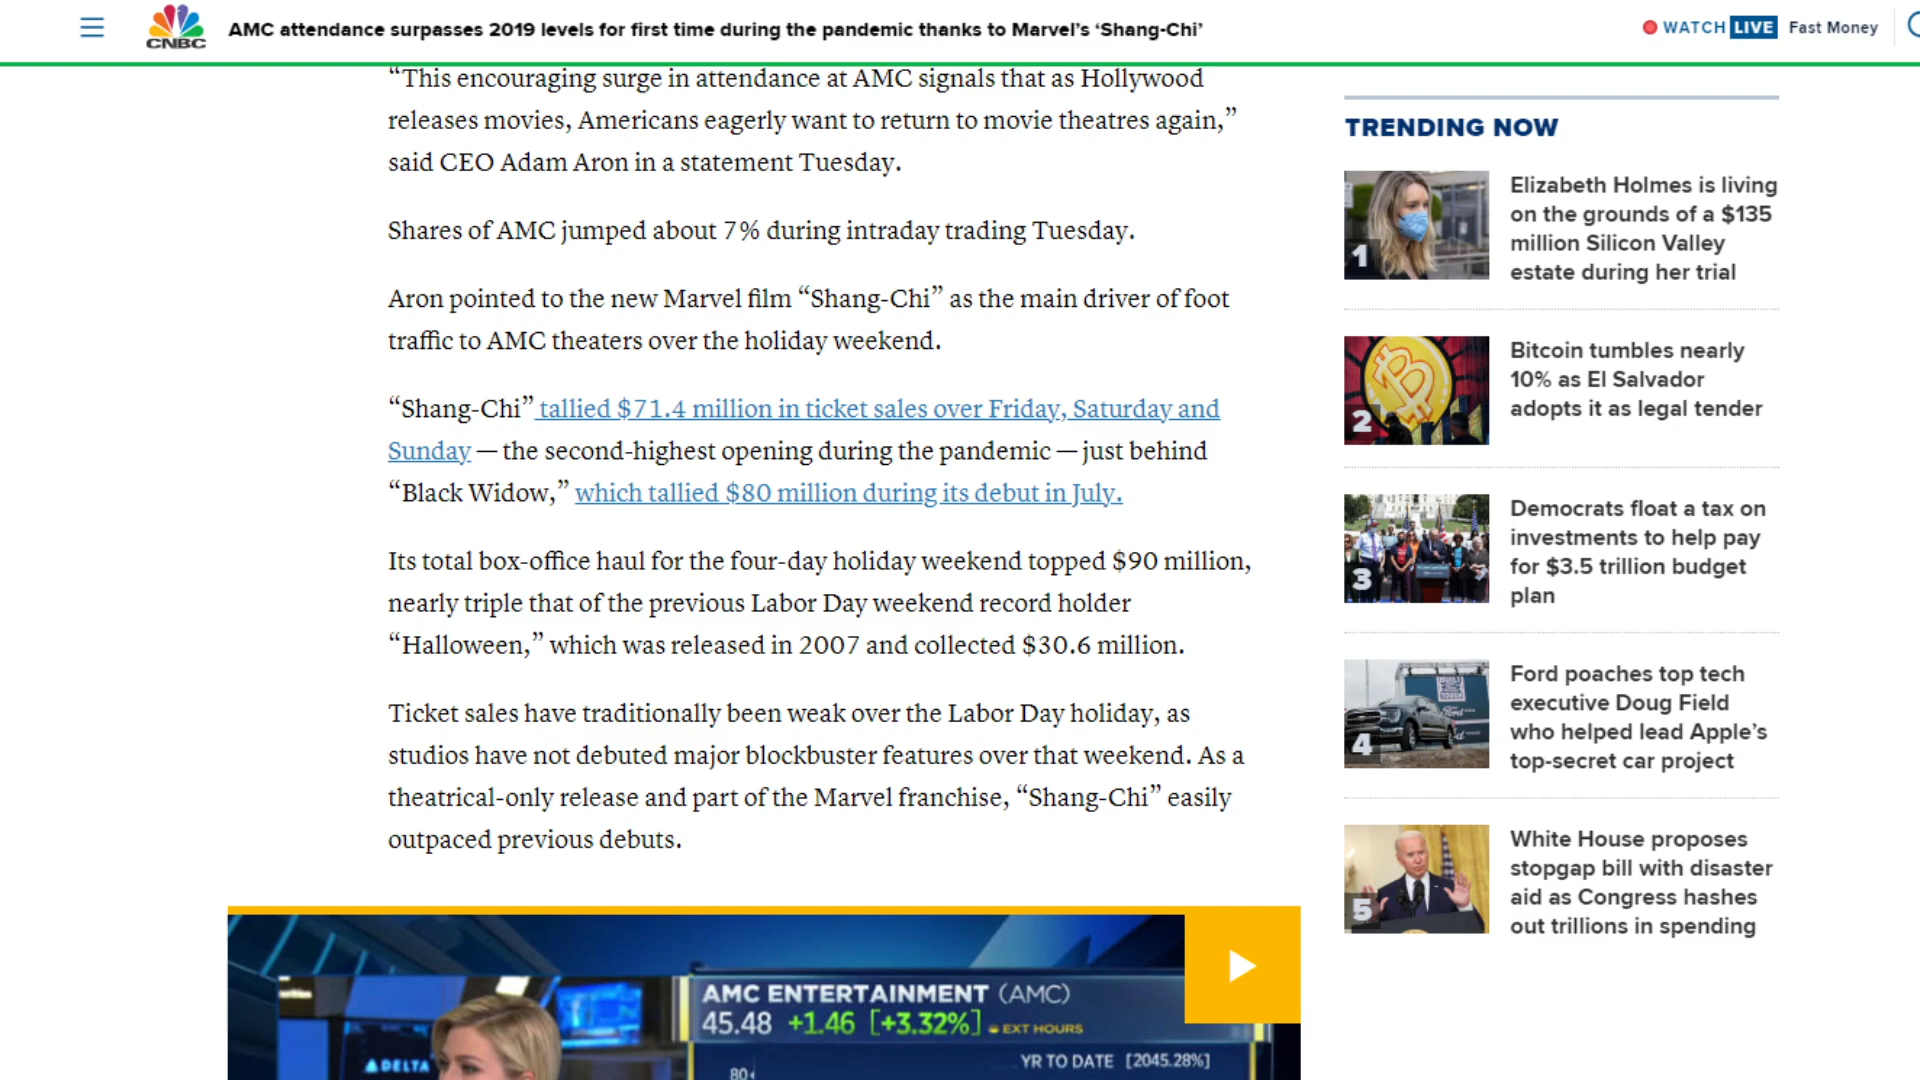 CNBC
AMC attendance surpasses 2019 levels for first time during the pandemic thanks to Marvel’s ‘Shang-Chi’
WATCH LIVE Fast Money
“This encouraging surge in attendance at AMC signals that as Hollywood
releases movies, Americans eagerly want to return to movie theatres again,”
said CEO Adam Aron in a statement Tuesday.
Shares of AMC jumped about 7% during intraday trading Tuesday.
Aron pointed to the new Marvel film “Shang-Chi” as the main driver of foot
traffic to AMC theaters over the holiday weekend.
“Shang-Chi” tallied $71.4 million in ticket sales over Friday, Saturday and
Sunday — the second-highest opening during the pandemic — just behind
“Black Widow,” which tallied $80 million during its debut in July.
Its total box-office haul for the four-day holiday weekend topped $90 million,
nearly triple that of the previous Labor Day weekend record holder
“Halloween,” which was released in 2007 and collected $30.6 million.
Ticket sales have traditionally been weak over the Labor Day holiday, as
studios have not debuted major blockbuster features over that weekend. As a
theatrical-only release and part of the Marvel franchise, “Shang-Chi” easily
outpaced previous debuts.
AMC ENTERTAINMENT (AMC)
45.48 +1.46 [+3.32%] EXT HOURS
YR TO DATE [2045.28%]
80
DELTA
TRENDING NOW
1
Elizabeth Holmes is living
on the grounds of a $135
million Silicon Valley
estate during her trial
2
Bitcoin tumbles nearly
10% as El Salvador
adopts it as legal tender
3
Democrats float a tax on
investments to help pay
for $3.5 trillion budget
plan
4
Ford poaches top tech
executive Doug Field
who helped lead Apple’s
top-secret car project
5
White House proposes
stopgap bill with disaster
aid as Congress hashes
out trillions in spending